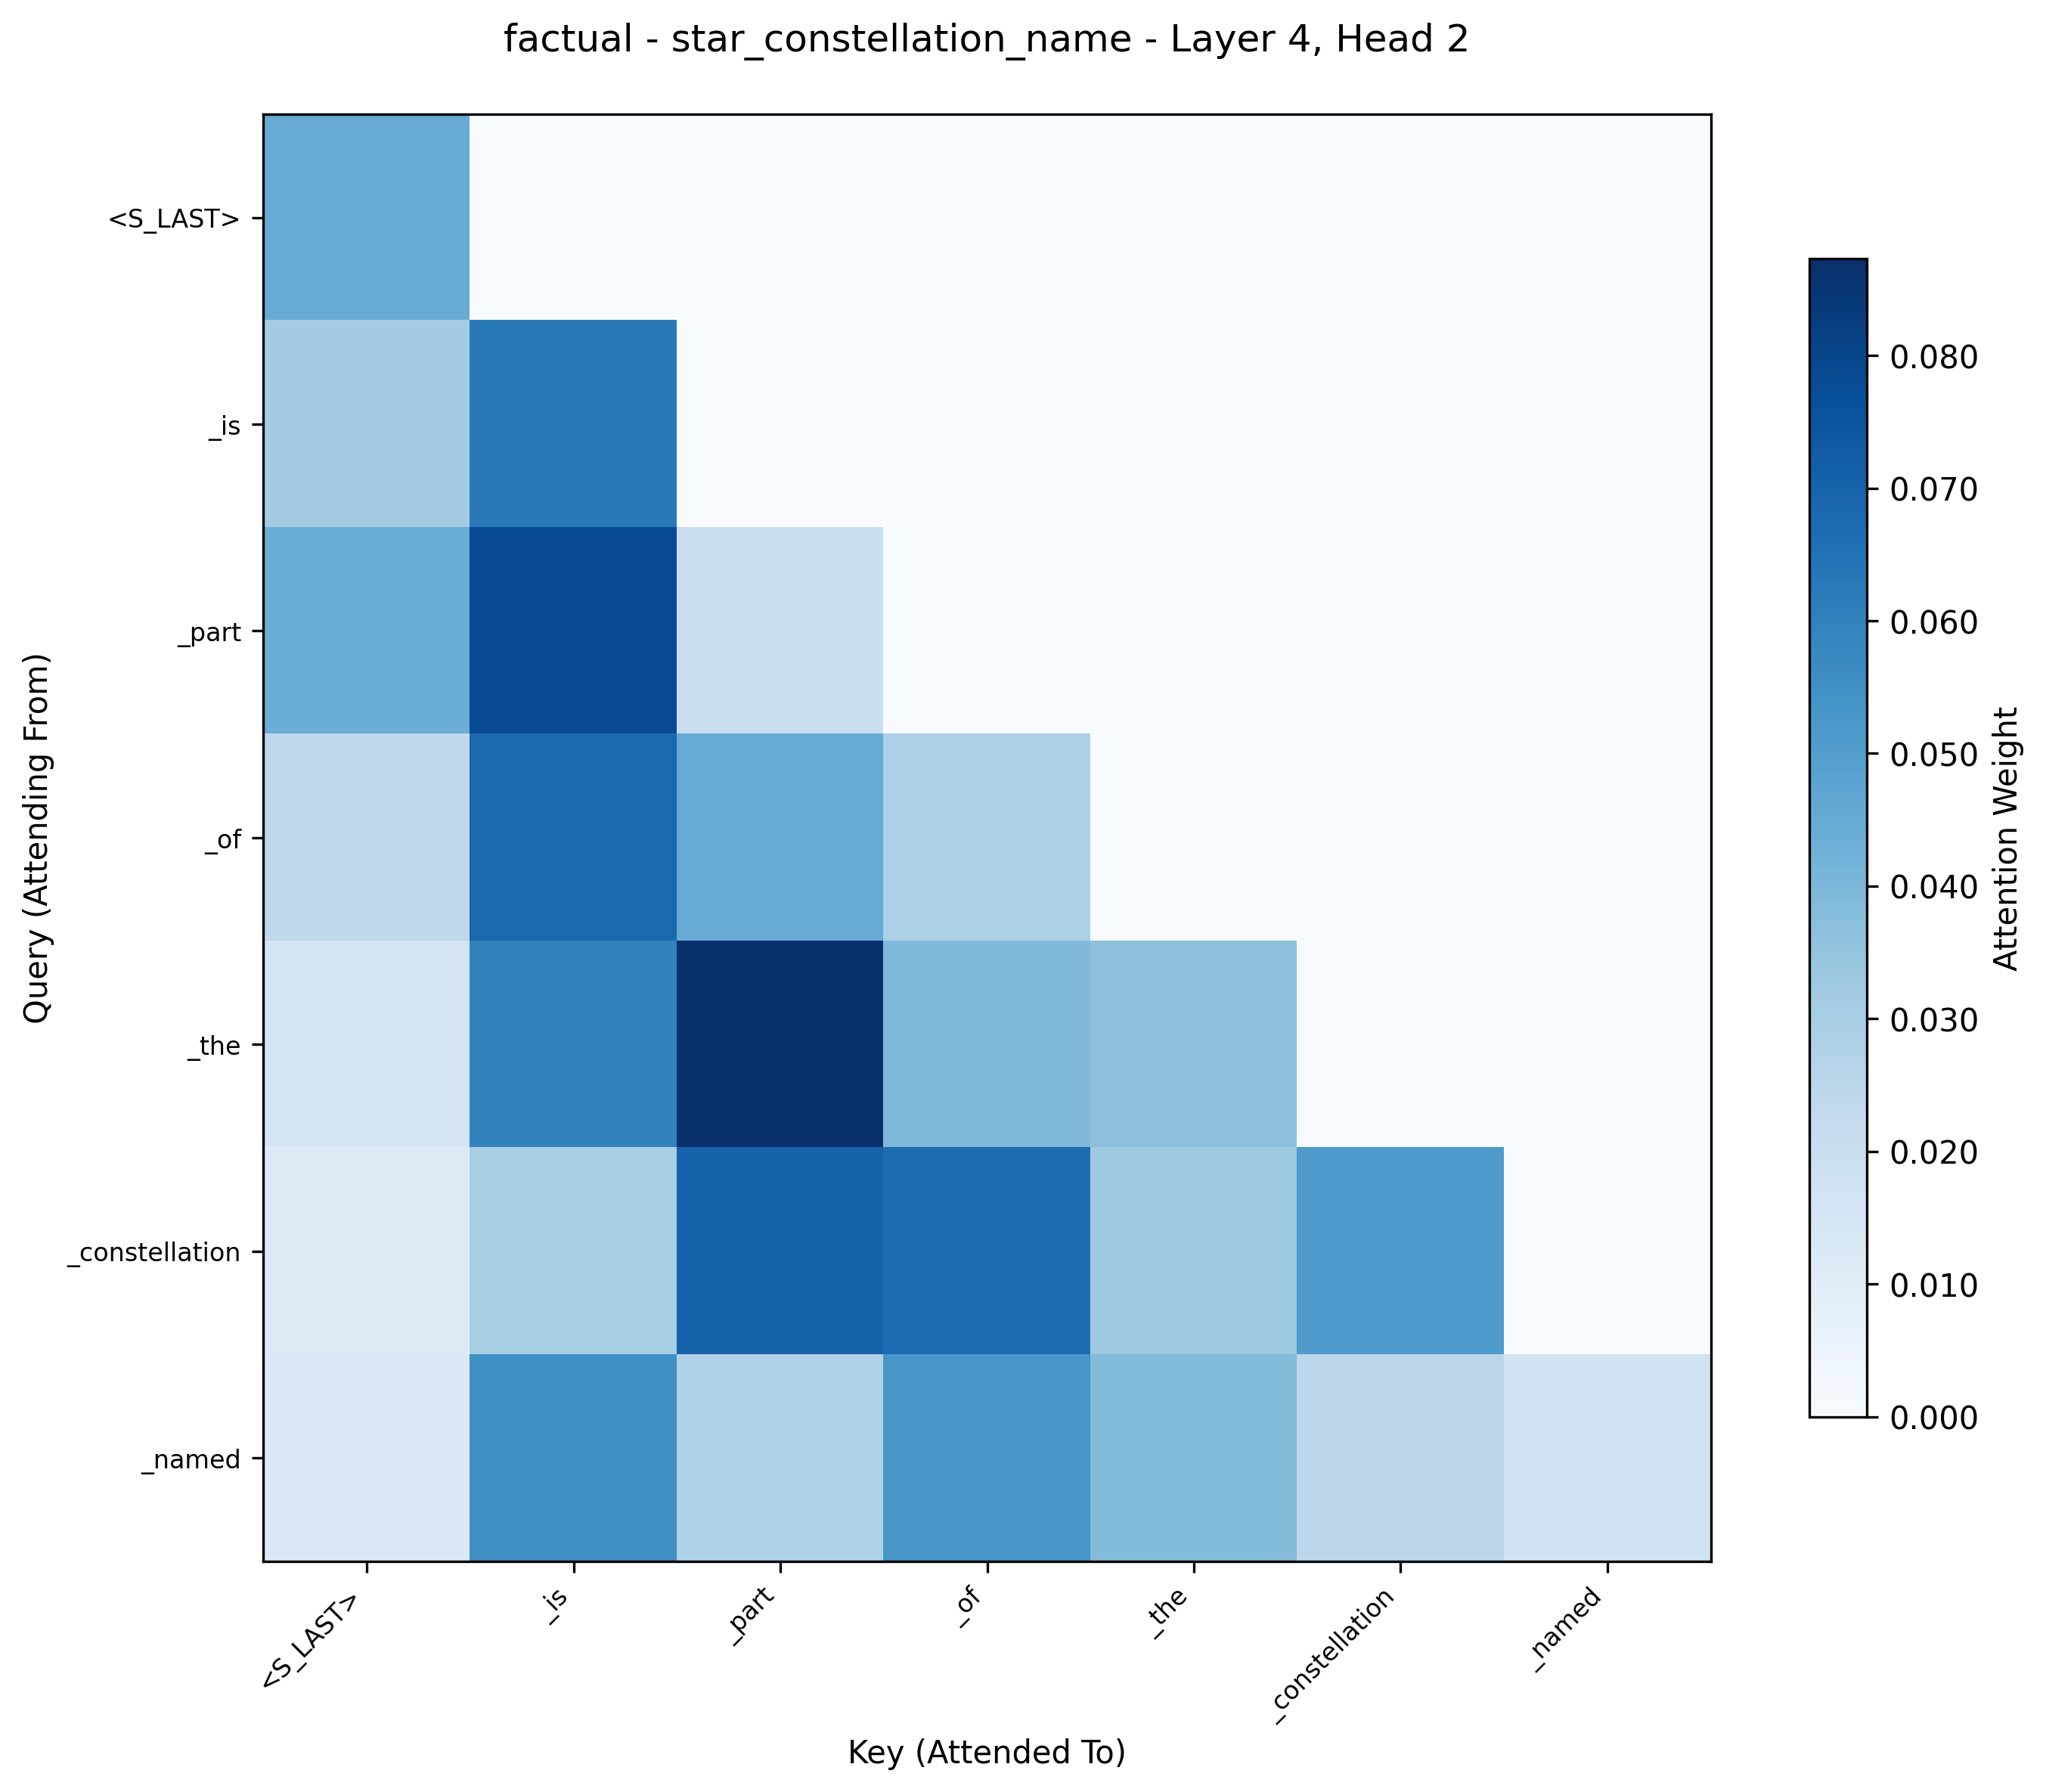 factual - star_constellation_name - Layer 4, Head 2
Query (Attending From)
<S_LAST>
_is
_part
_of
_the
_constellation
_named
<S_LAST>
_is
_part
_of
_the
_constellation
_named
Key (Attended To)
0.080
0.070
0.060
0.050
0.040
0.030
0.020
0.010
0.000
Attention Weight